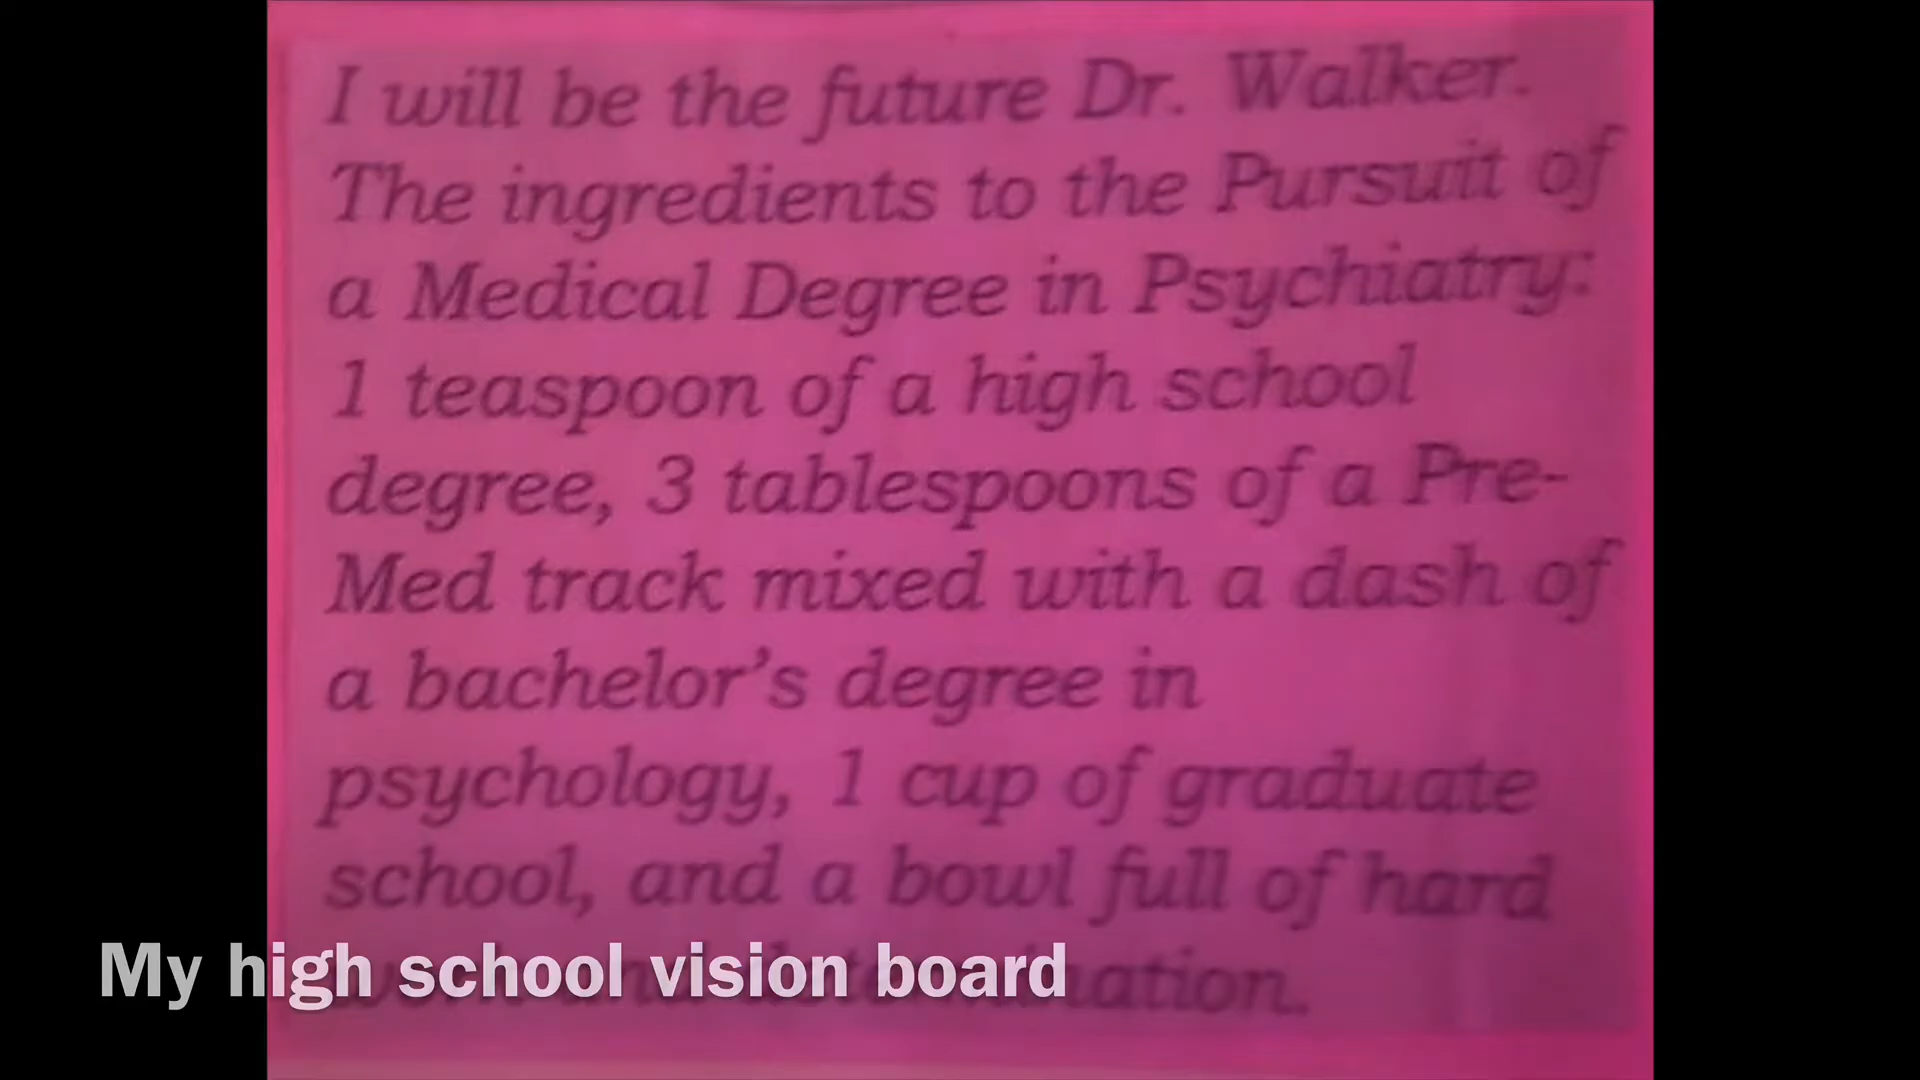 I will be the future Dr. Walker.
The ingredients to the Pursuit of
a Medical Degree in Psychiatry:
1 teaspoon of a high school
degree, 3 tablespoons of a Pre-
Med track mixed with a dash of
a bachelor's degree in
psychology, 1 cup of graduate
school, and a bowl full of hard
My high school vision board